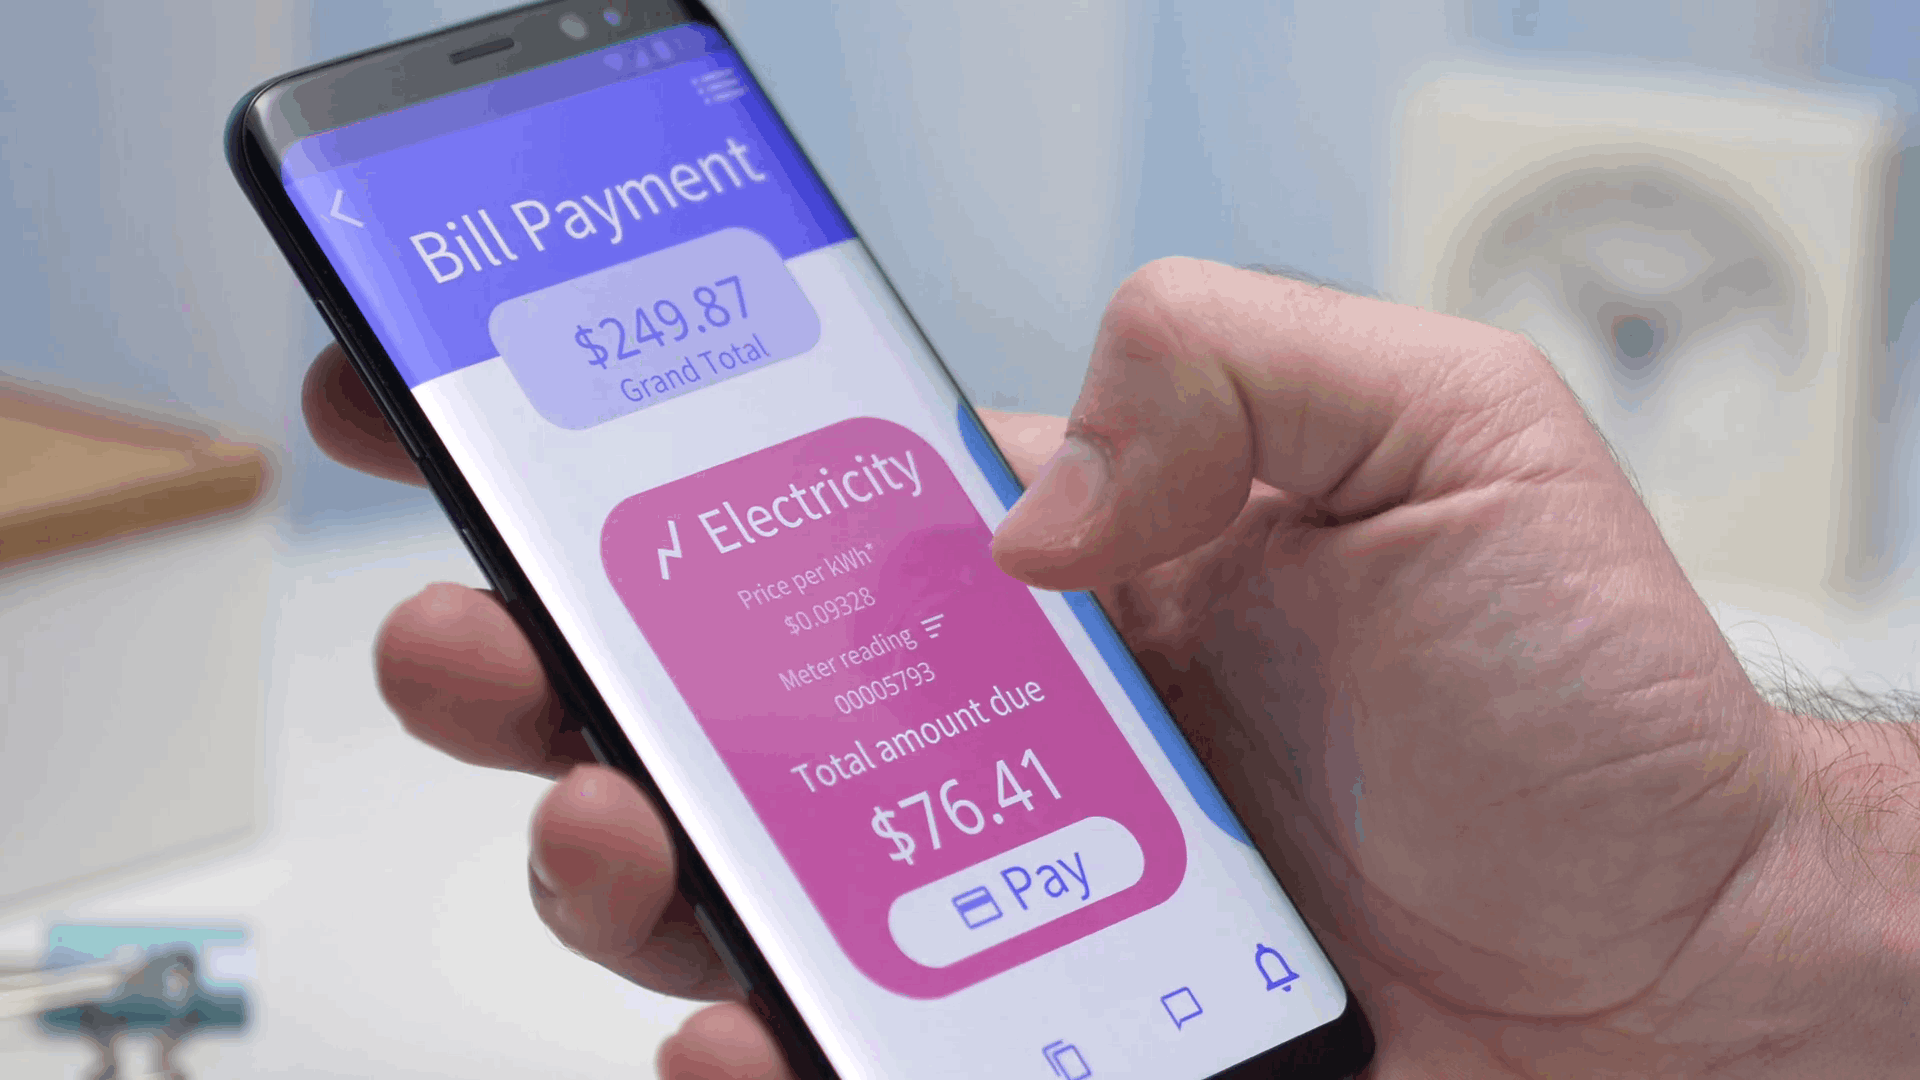 Bill Payment
$249.87
Grand Total
Electricity
Price per kWh*
$0.09328
Meter reading
00005793
Total amount due
$76.41
Pay